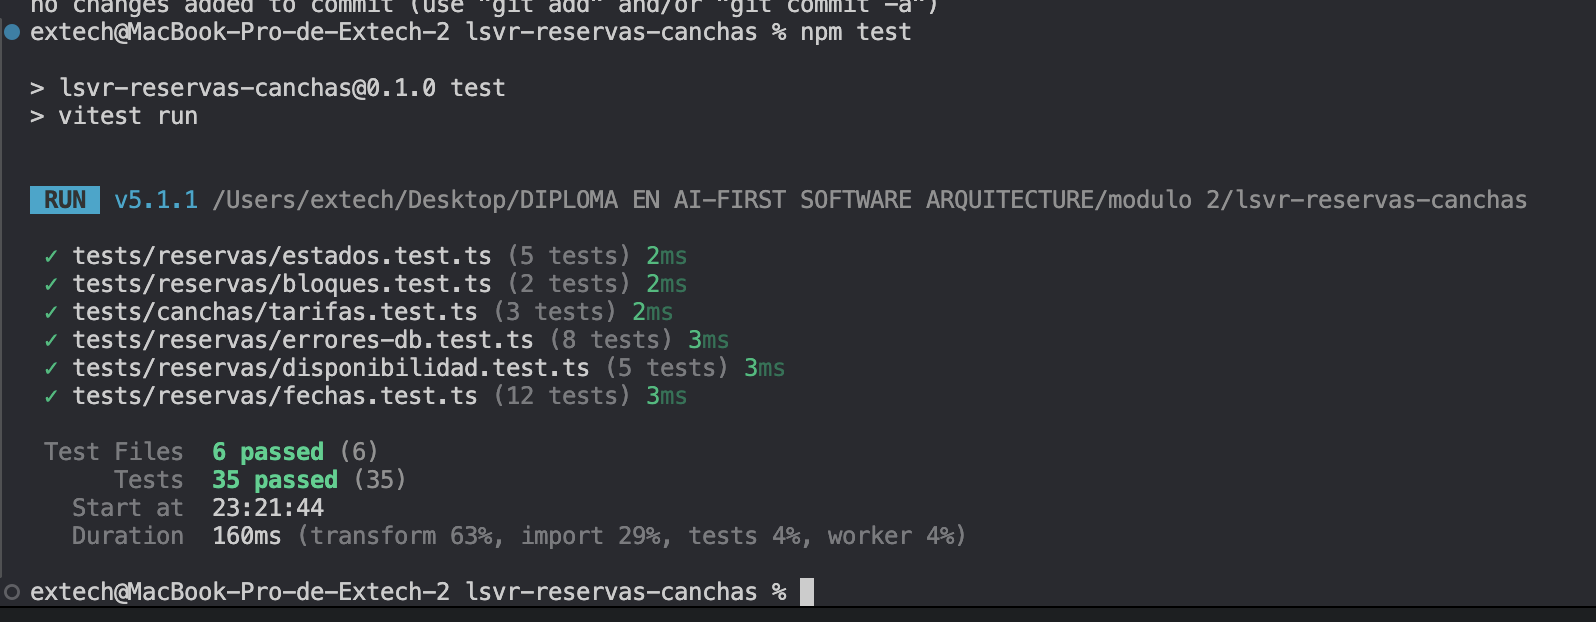 no changes added to commit (use "git add" and/or "git commit -a")
extech@MacBook-Pro-de-Extech-2 lsvr-reservas-canchas % npm test
> lsvr-reservas-canchas@0.1.0 test
> vitest run
RUN v5.1.1 /Users/extech/Desktop/DIPLOMA EN AI-FIRST SOFTWARE ARQUITECTURE/modulo 2/lsvr-reservas-canchas
✓ tests/reservas/estados.test.ts (5 tests) 2ms
✓ tests/reservas/bloques.test.ts (2 tests) 2ms
✓ tests/canchas/tarifas.test.ts (3 tests) 2ms
✓ tests/reservas/errores-db.test.ts (8 tests) 3ms
✓ tests/reservas/disponibilidad.test.ts (5 tests) 3ms
✓ tests/reservas/fechas.test.ts (12 tests) 3ms
Test Files 6 passed (6)
Tests 35 passed (35)
Start at 23:21:44
Duration 160ms (transform 63%, import 29%, tests 4%, worker 4%)
extech@MacBook-Pro-de-Extech-2 lsvr-reservas-canchas %